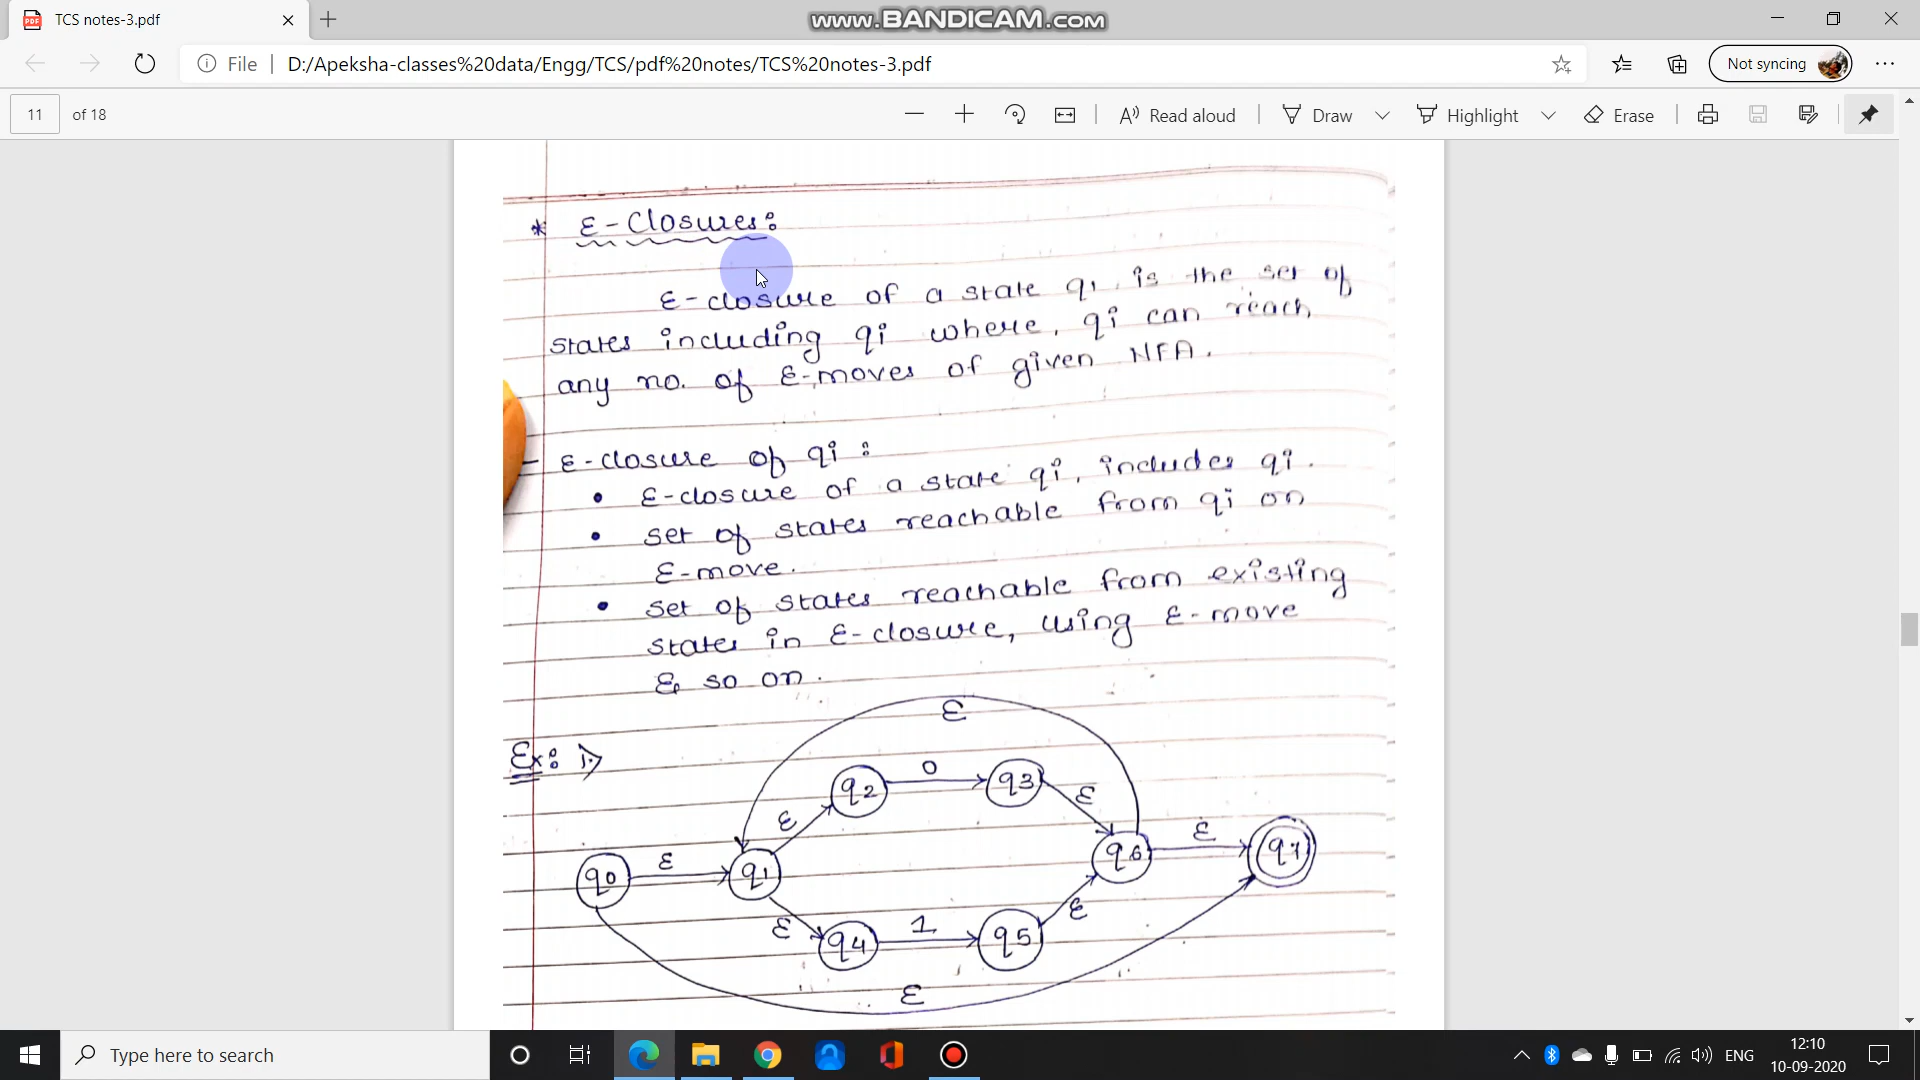 TCS notes-3.pdf
www.BANDICAM.com
File
D:/Apeksha-classes%20data/Engg/TCS/pdf%20notes/TCS%20notes-3.pdf
Not syncing
11 of 18
Read aloud
Draw
Highlight
Erase
* ε-Closures:
ε-closure of a state qi, is the set of
states including qi where, qi can reach
any no. of ε-moves of given NFA.
- ε-closure of qi :
• ε-closure of a state qi, includes qi.
• set of states reachable from qi on
ε-move.
• set of states reachable from existing
states in ε-closure, using ε-move
& so on.
ε
Ex: 1>
q2 0 q3
ε ε
q0 ε q1 q6 ε q7
ε q4 1 q5 ε
ε
Type here to search
ENG
12:10
10-09-2020